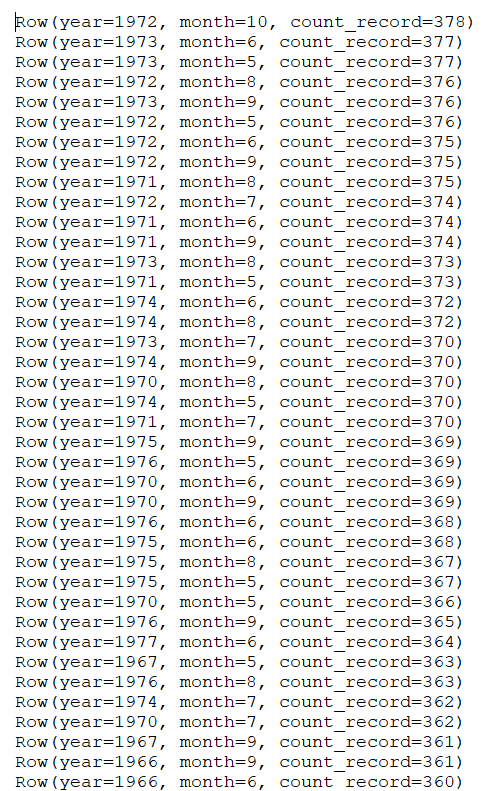 Row(year=1972, month=10, count_record=378)
Row(year=1973, month=6, count_record=377)
Row(year=1973, month=5, count_record=377)
Row(year=1972, month=8, count_record=376)
Row(year=1973, month=9, count_record=376)
Row(year=1972, month=5, count_record=376)
Row(year=1972, month=6, count_record=375)
Row(year=1972, month=9, count_record=375)
Row(year=1971, month=8, count_record=375)
Row(year=1972, month=7, count_record=374)
Row(year=1971, month=6, count_record=374)
Row(year=1971, month=9, count_record=374)
Row(year=1973, month=8, count_record=373)
Row(year=1971, month=5, count_record=373)
Row(year=1974, month=6, count_record=372)
Row(year=1974, month=8, count_record=372)
Row(year=1973, month=7, count_record=370)
Row(year=1974, month=9, count_record=370)
Row(year=1970, month=8, count_record=370)
Row(year=1974, month=5, count_record=370)
Row(year=1971, month=7, count_record=370)
Row(year=1975, month=9, count_record=369)
Row(year=1976, month=5, count_record=369)
Row(year=1970, month=6, count_record=369)
Row(year=1970, month=9, count_record=369)
Row(year=1976, month=6, count_record=368)
Row(year=1975, month=6, count_record=368)
Row(year=1975, month=8, count_record=367)
Row(year=1975, month=5, count_record=367)
Row(year=1970, month=5, count_record=366)
Row(year=1976, month=9, count_record=365)
Row(year=1977, month=6, count_record=364)
Row(year=1967, month=5, count_record=363)
Row(year=1976, month=8, count_record=363)
Row(year=1974, month=7, count_record=362)
Row(year=1970, month=7, count_record=362)
Row(year=1967, month=9, count_record=361)
Row(year=1966, month=9, count_record=361)
Row(year=1966, month=6, count_record=360)